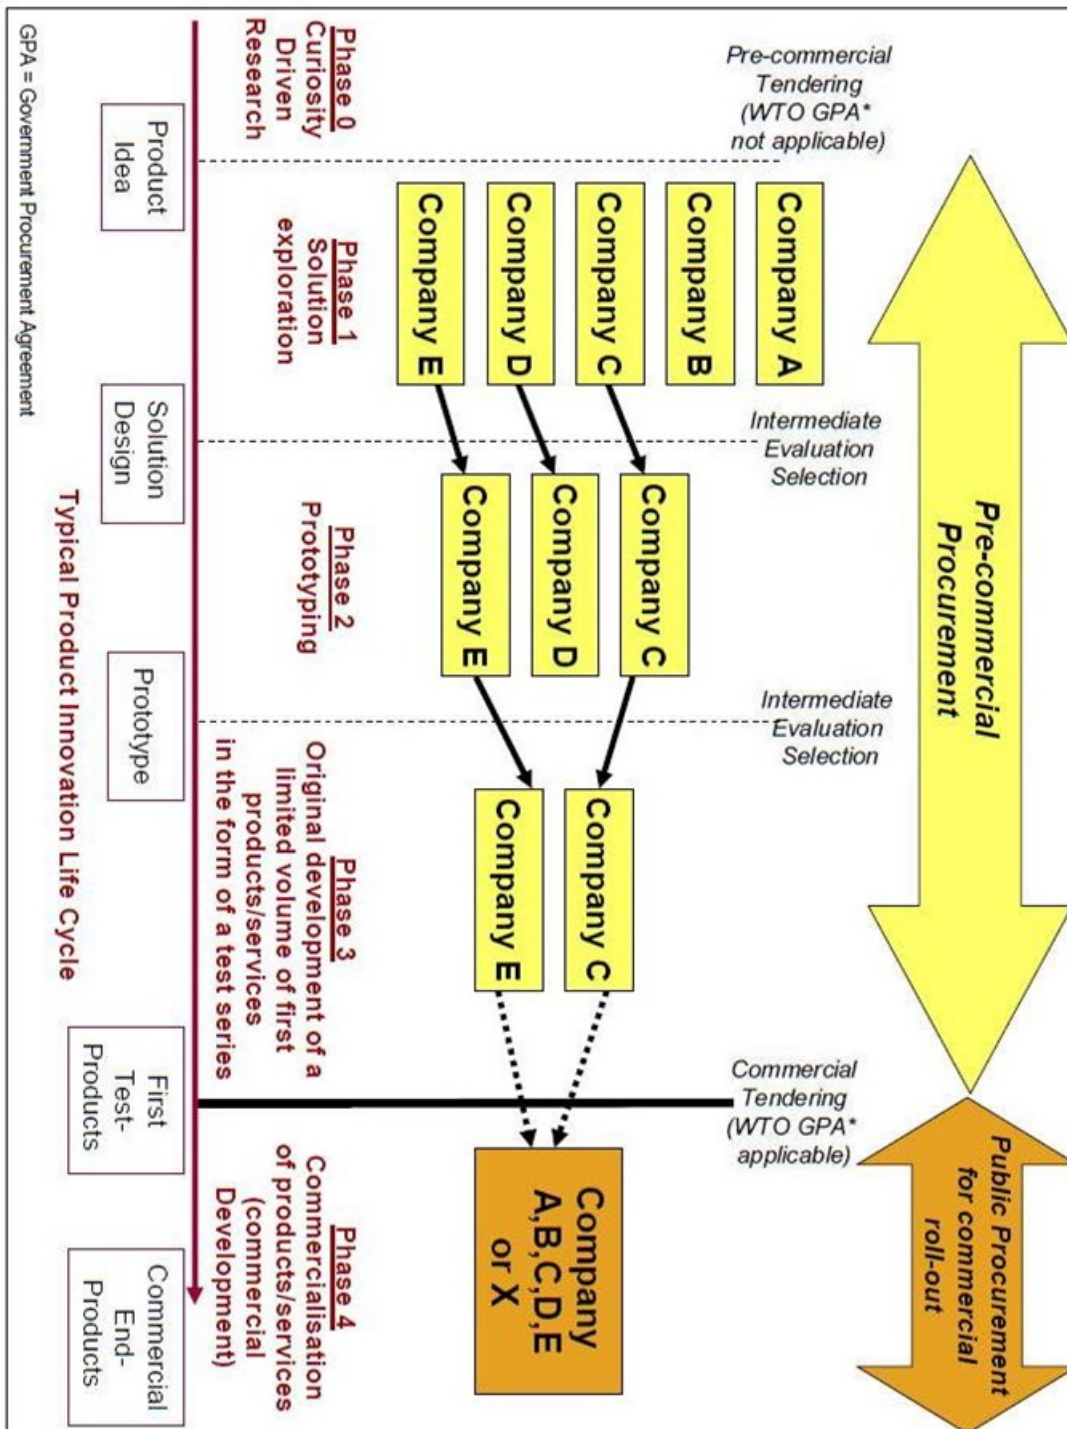 Pre-commercial
Procurement
Public Procurement
for commercial
roll-out
Pre-commercial
Tendering
(WTO GPA*
not applicable)
Intermediate
Evaluation
Selection
Intermediate
Evaluation
Selection
Commercial
Tendering
(WTO GPA*
applicable)
Company A
Company B
Company C
Company D
Company E
Company C
Company D
Company E
Company C
Company E
Company
A,B,C,D,E
or X
Phase 0
Curiosity
Driven
Research
Phase 1
Solution
exploration
Phase 2
Prototyping
Phase 3
Original development of a
limited volume of first
products/services
in the form of a test series
Phase 4
Commercialisation
of products/services
(commercial
Development)
Product
Idea
Solution
Design
Prototype
First
Test-
Products
Commercial
End-
Products
Typical Product Innovation Life Cycle
GPA = Government Procurement Agreement